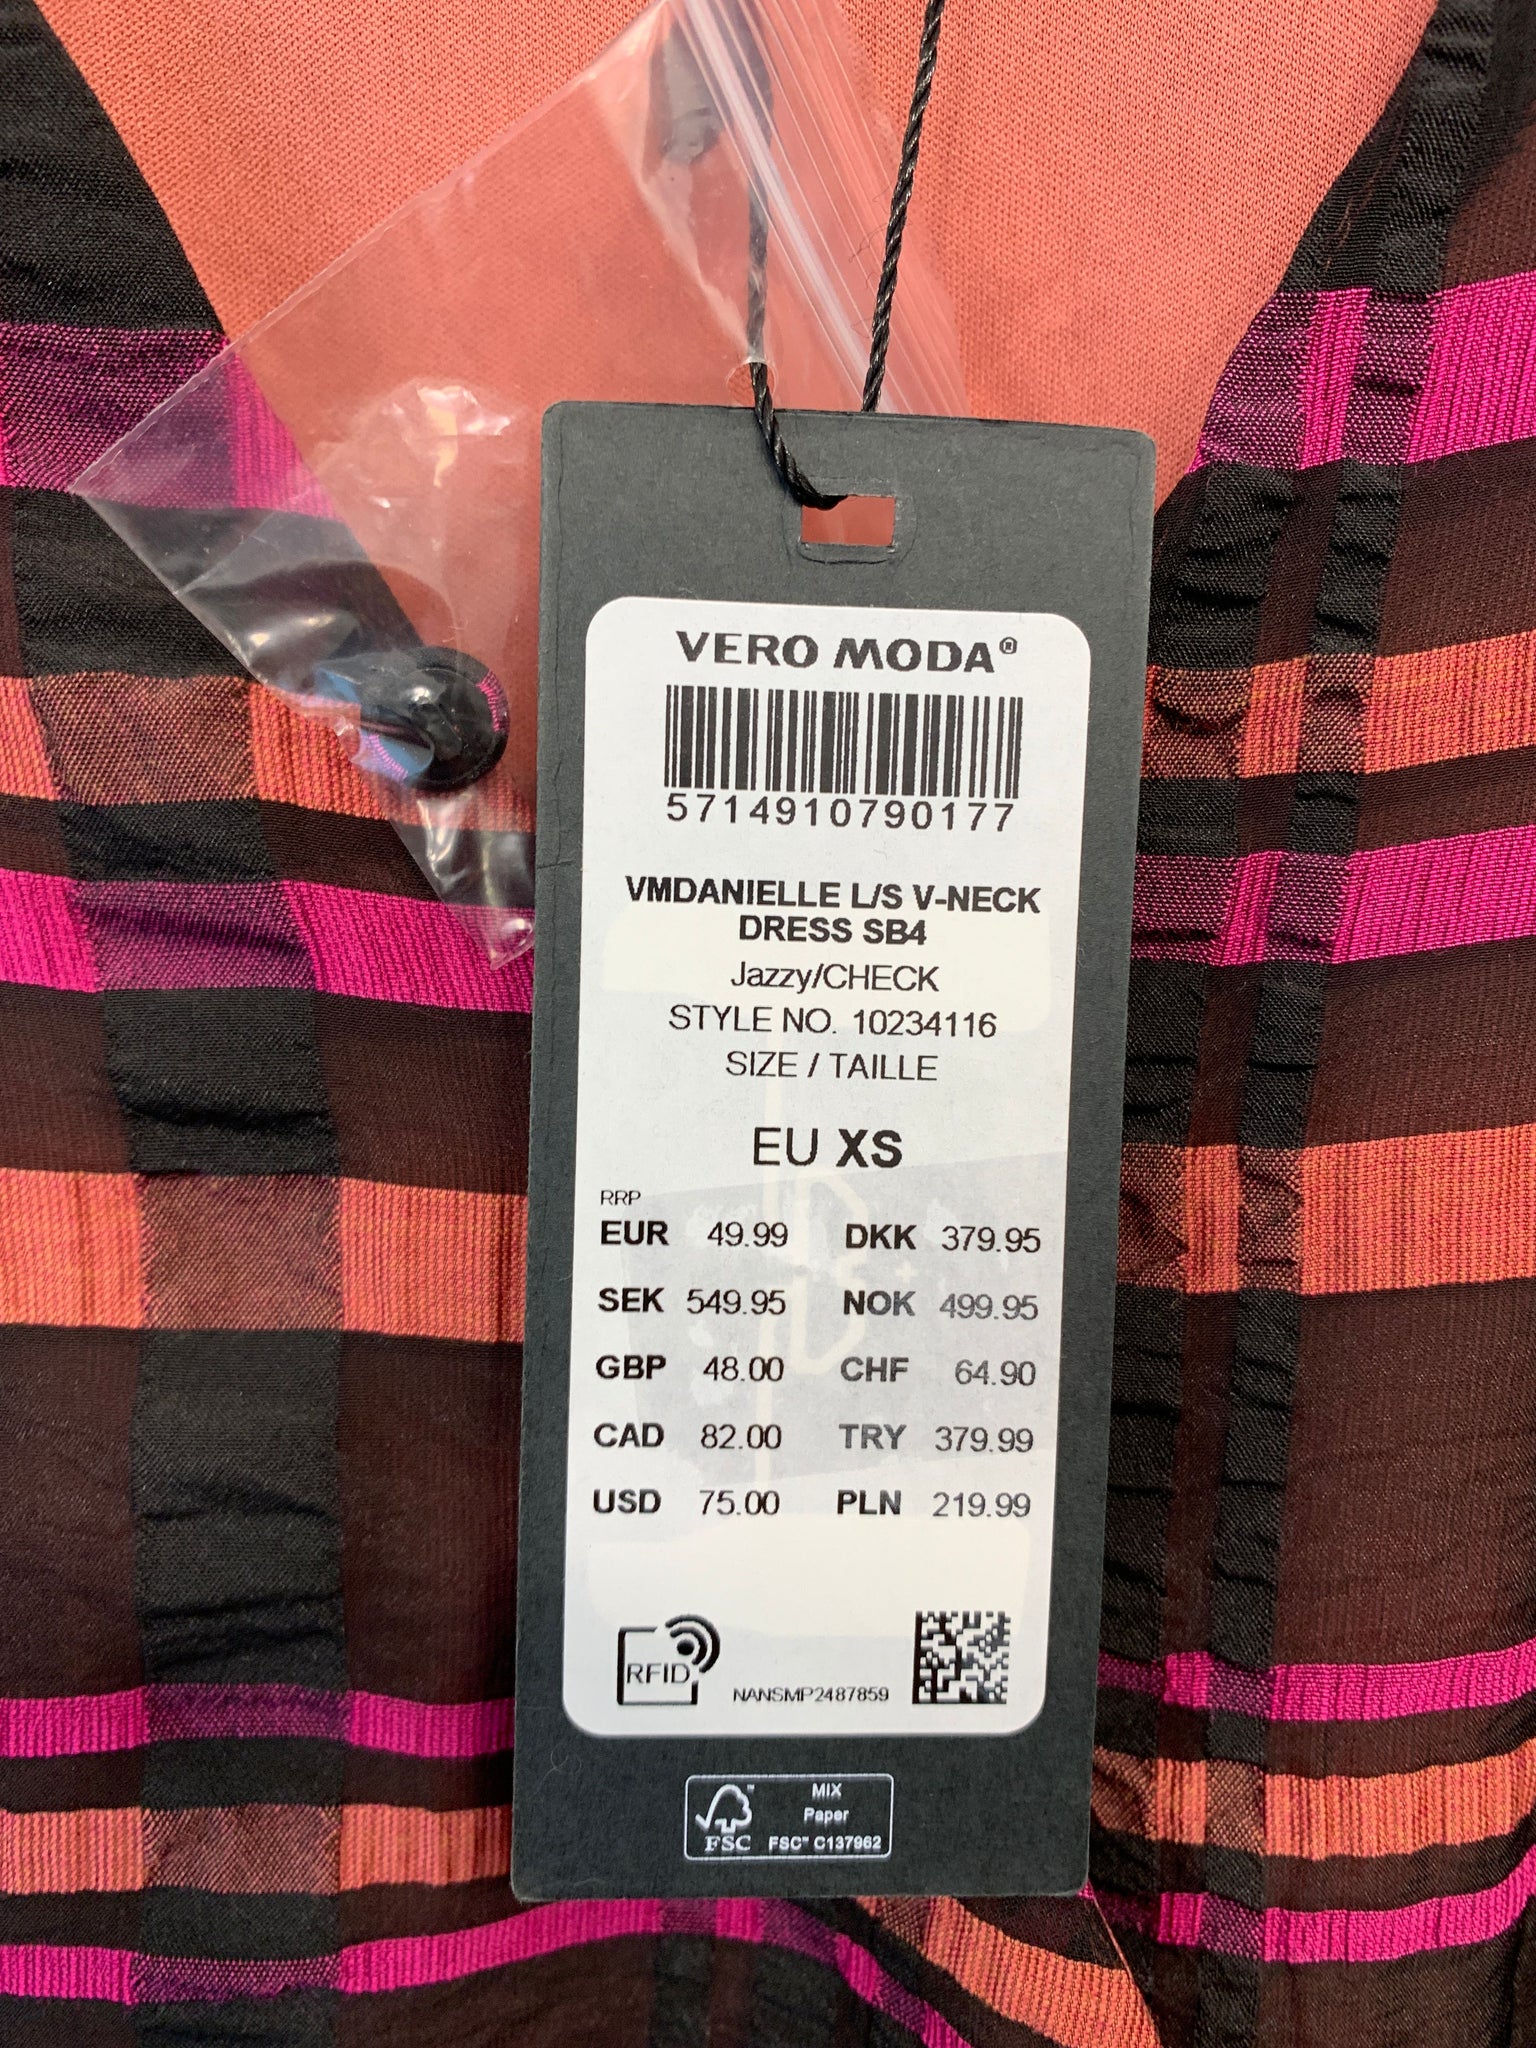 VERO MODA®
5714910790177
VMDANIELLE L/S V-NECK
DRESS SB4
Jazzy/CHECK
STYLE NO. 10234116
SIZE / TAILLE
EU XS
RRP
EUR 49.99 DKK 379.95
SEK 549.95 NOK 499.95
GBP 48.00 CHF 64.90
CAD 82.00 TRY 379.99
USD 75.00 PLN 219.99
RFID
NANSMP2487859
MIX
Paper
FSC FSC™ C137962